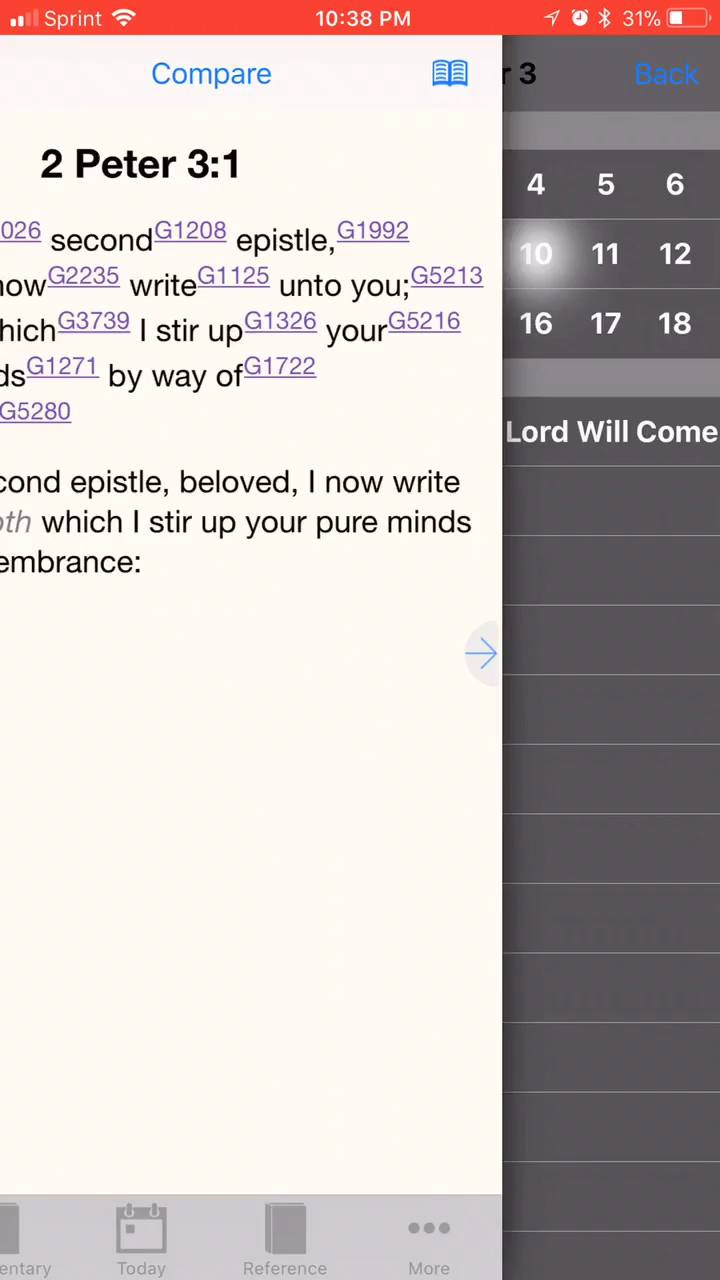 Sprint 10:38 PM 31%
Compare r 3 Back
2 Peter 3:1
4 5 6
026 second G1208 epistle, G1992
10 11 12
now G2235 write G1125 unto you; G5213
16 17 18
hich G3739 I stir up G1326 your G5216
ds G1271 by way of G1722
G5280
Lord Will Come
cond epistle, beloved, I now write
oth which I stir up your pure minds
embrance:
entary Today Reference More